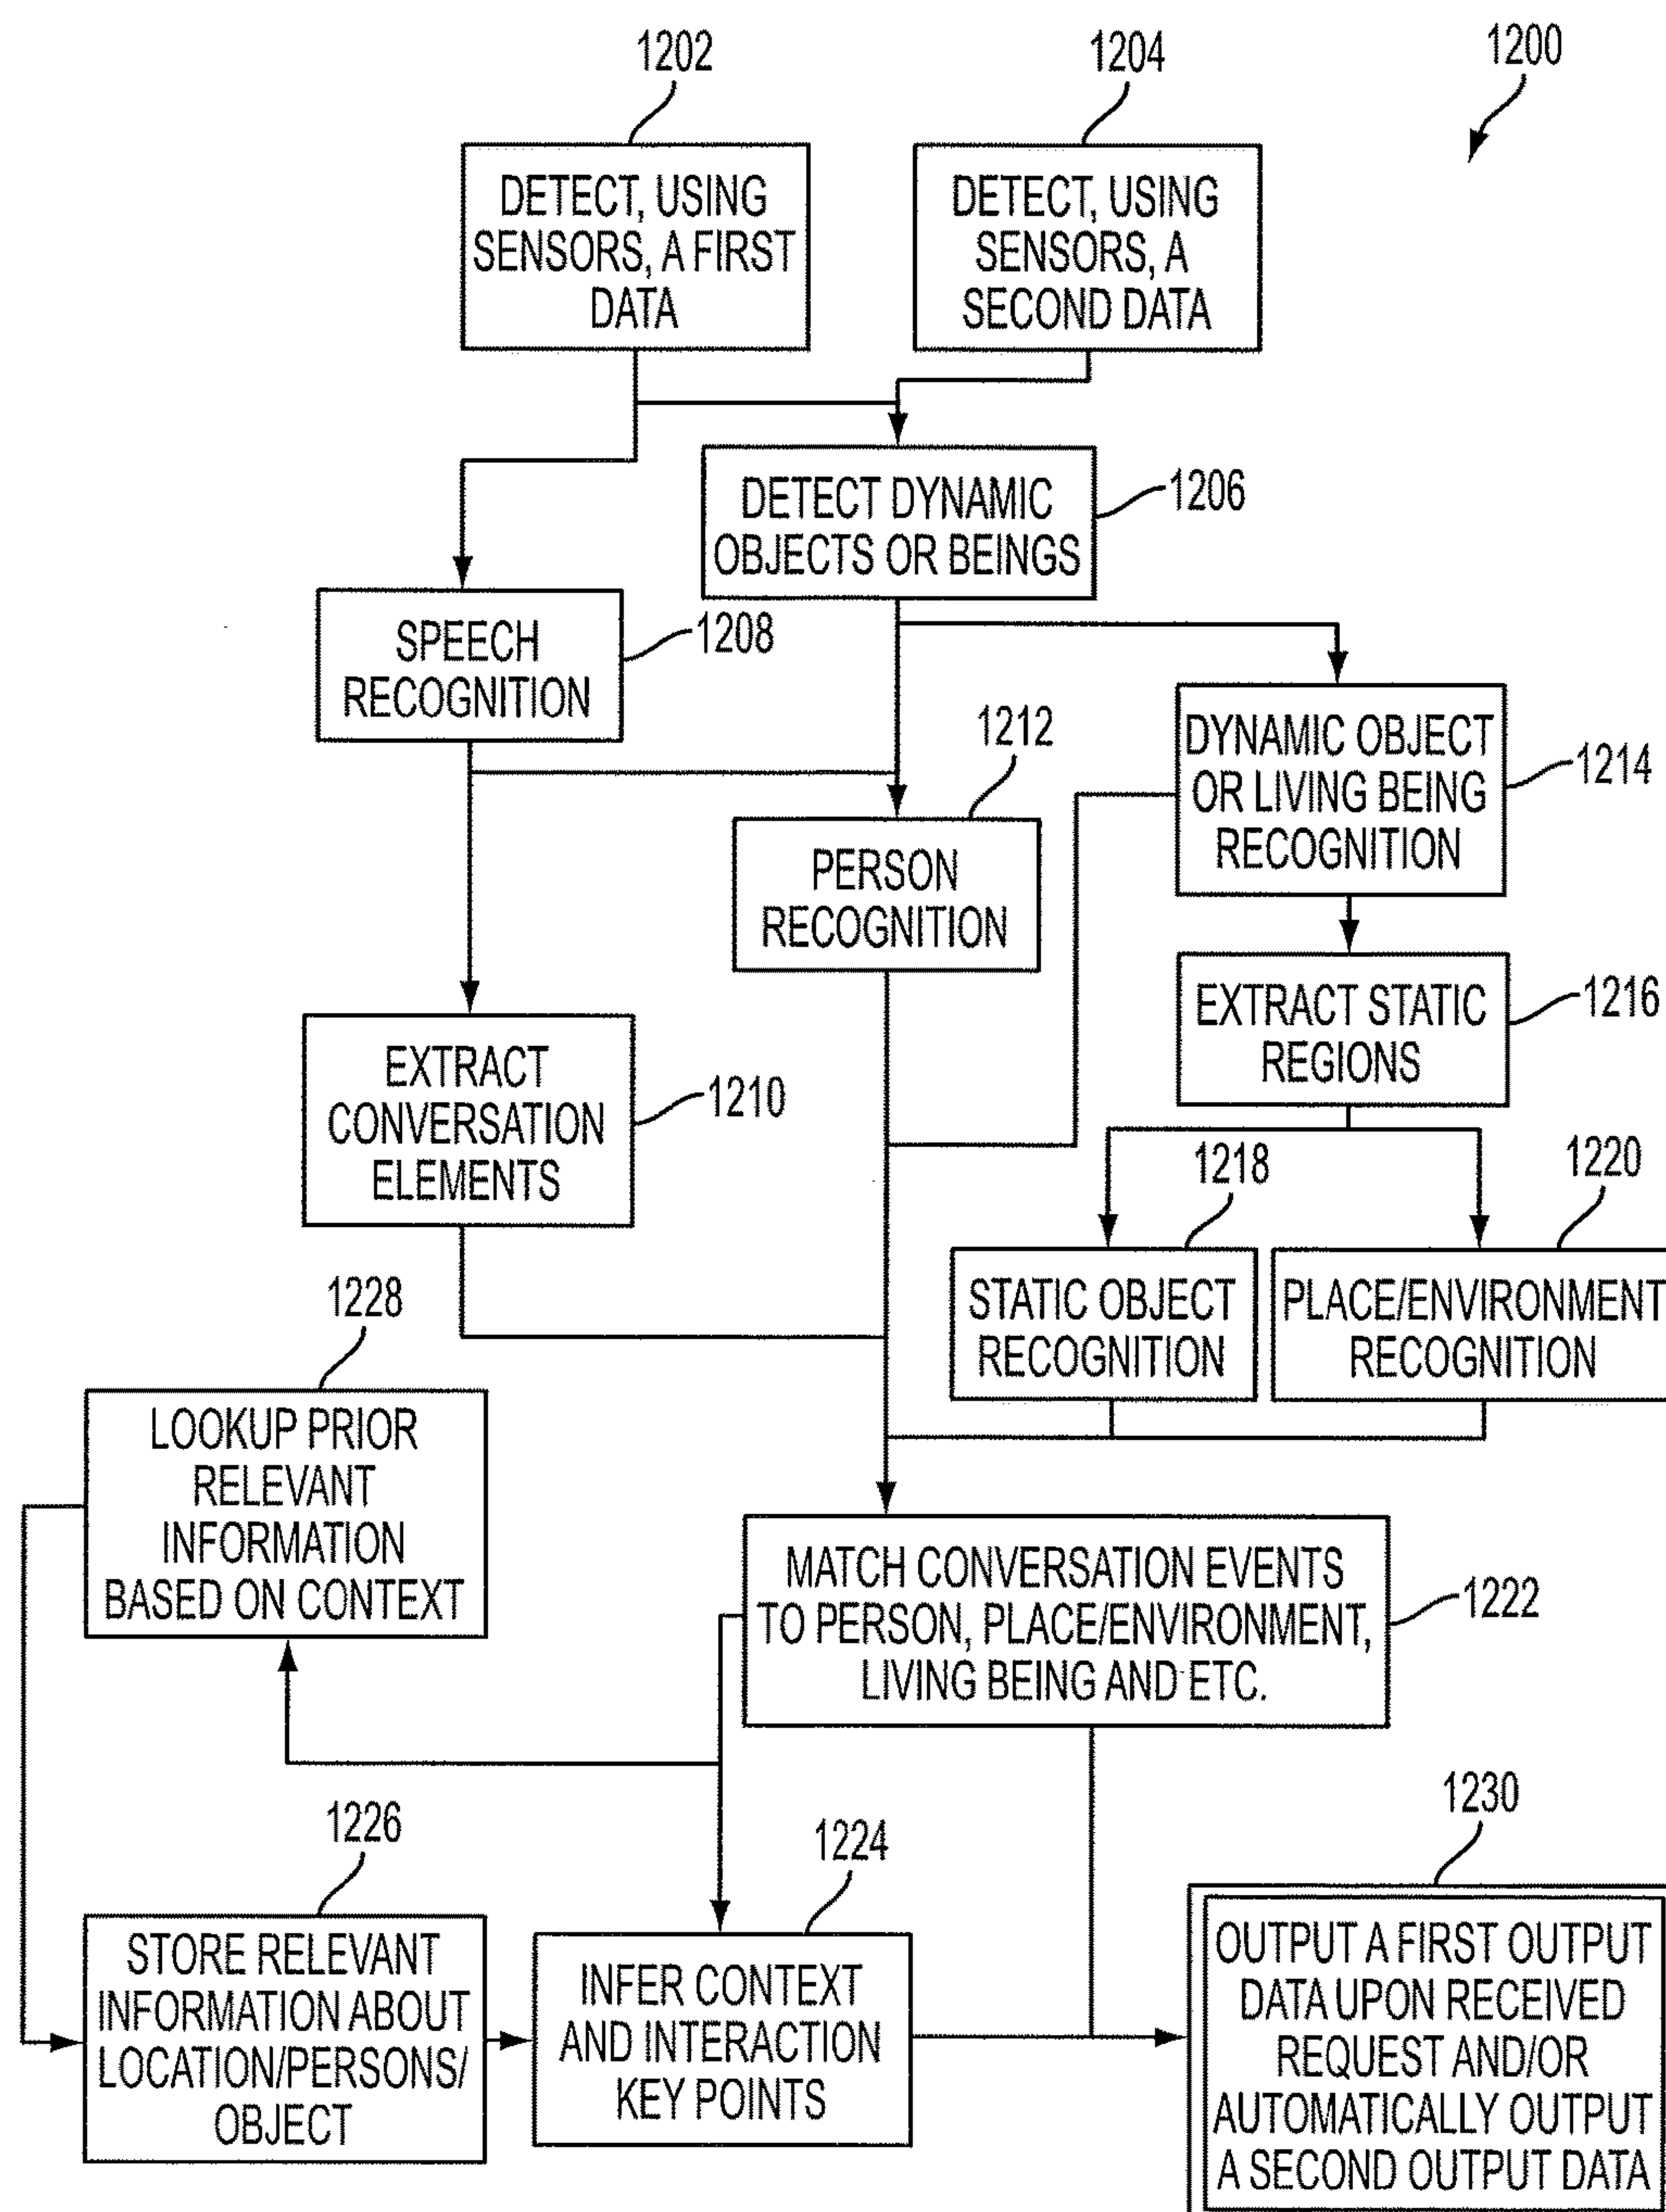 1202
1204
1200
DETECT, USING
SENSORS, A FIRST
DATA
DETECT, USING
SENSORS, A
SECOND DATA
DETECT DYNAMIC
OBJECTS OR BEINGS
1206
SPEECH
RECOGNITION
1208
1212
DYNAMIC OBJECT
OR LIVING BEING
RECOGNITION
1214
PERSON
RECOGNITION
EXTRACT STATIC
REGIONS
1216
EXTRACT
CONVERSATION
ELEMENTS
1210
1218
1220
STATIC OBJECT
RECOGNITION
PLACE/ENVIRONMENT
RECOGNITION
1228
LOOKUP PRIOR
RELEVANT
INFORMATION
BASED ON CONTEXT
MATCH CONVERSATION EVENTS
TO PERSON, PLACE/ENVIRONMENT,
LIVING BEING AND ETC.
1222
1226
1224
1230
STORE RELEVANT
INFORMATION ABOUT
LOCATION/PERSONS/
OBJECT
INFER CONTEXT
AND INTERACTION
KEY POINTS
OUTPUT A FIRST OUTPUT
DATA UPON RECEIVED
REQUEST AND/OR
AUTOMATICALLY OUTPUT
A SECOND OUTPUT DATA